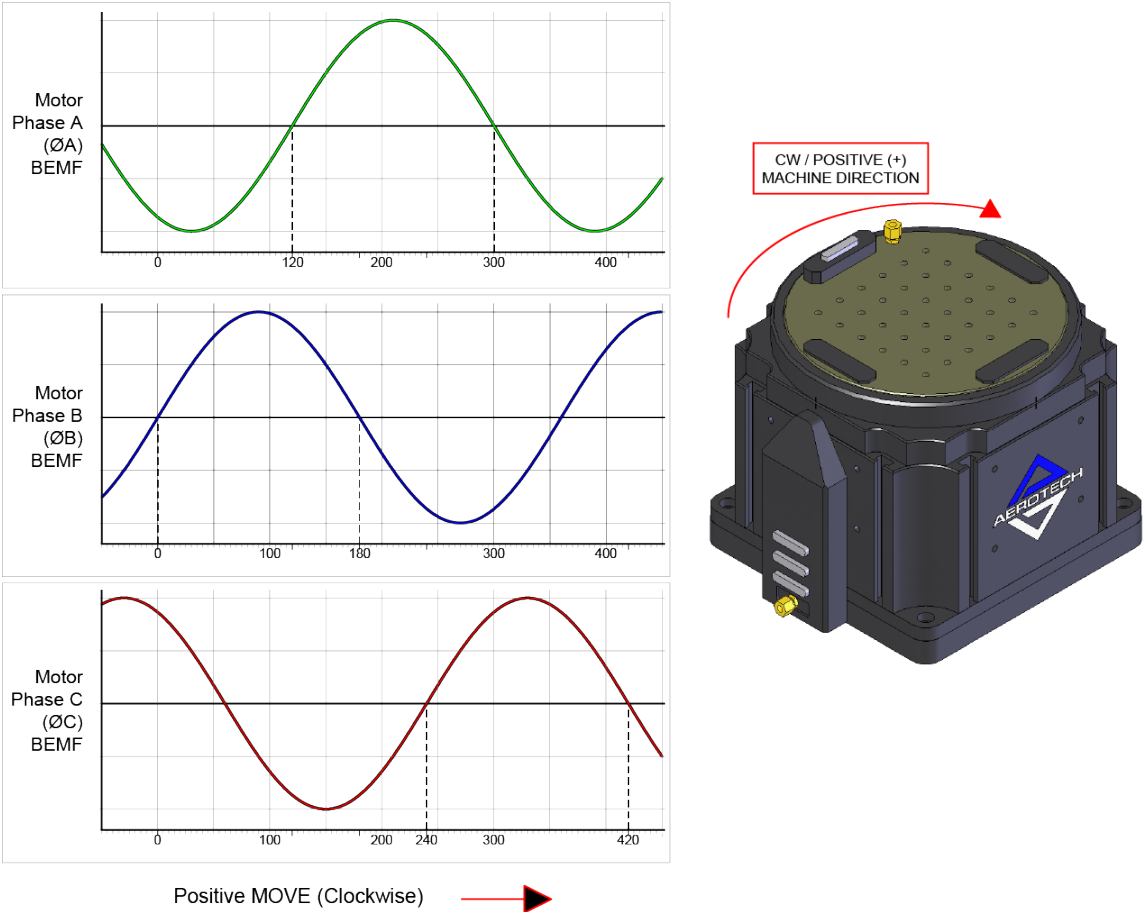 Motor
Phase A
(ØA)
BEMF
0
120
200
300
400
Motor
Phase B
(ØB)
BEMF
0
100
180
300
400
Motor
Phase C
(ØC)
BEMF
0
100
200
240
300
420
Positive MOVE (Clockwise)
CW / POSITIVE (+)
MACHINE DIRECTION
AEROTECH